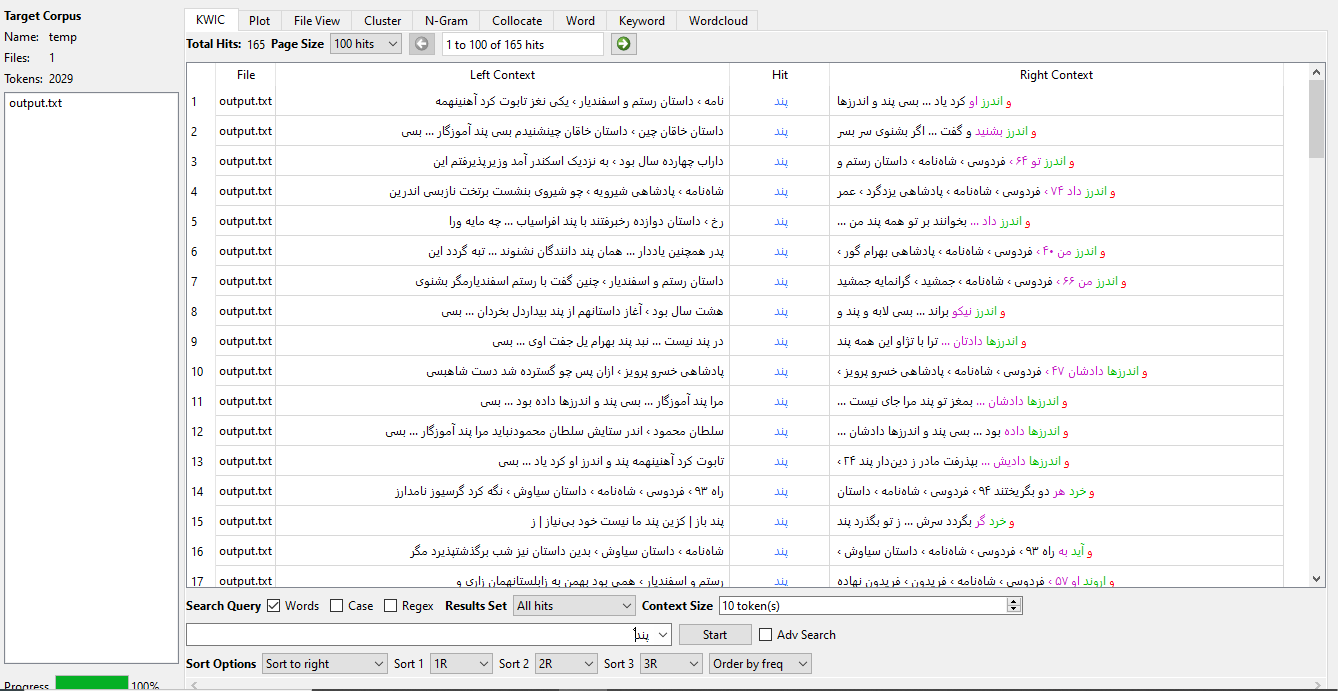 Target Corpus
Name: temp
Files: 1
Tokens: 2029
output.txt
Progress 100%
KWIC Plot File View Cluster N-Gram Collocate Word Keyword Wordcloud
Total Hits: 165 Page Size 100 hits 1 to 100 of 165 hits
File Left Context Hit Right Context
1 output.txt نامه › داستان رستم و اسفندیار › یکی نغز تابوت کرد آهنینهمه پند و اندرز او کرد یاد ... بسی پند و اندرزها
2 output.txt داستان خاقان چین › داستان خاقان چینشنیدم بسی پند آموزگار ... بسی پند و اندرز بشنید و گفت ... اگر بشنوی سر بسر
3 output.txt داراب چهارده سال بود › به نزدیک اسکندر آمد وزیرپذیرفتم این پند و اندرز تو ۶۴ › فردوسی › شاه‌نامه › داستان رستم و
4 output.txt شاه‌نامه › پادشاهی شیرویه › چو شیروی بنشست برتخت نازبسی اندرین پند و اندرز داد ۷۴ › فردوسی › شاه‌نامه › پادشاهی یزدگرد › عمر
5 output.txt رخ › داستان دوازده رخبرفتند با پند افراسیاب ... چه مایه ورا پند و اندرز داد ... بخوانند بر تو همه پند من ...
6 output.txt پدر همچنین یاددار ... همان پند دانندگان نشنوند ... تبه گردد این پند و اندرز من ۴۰ › فردوسی › شاه‌نامه › پادشاهی بهرام گور ›
7 output.txt داستان رستم و اسفندیار › چنین گفت با رستم اسفندیارمگر بشنوی پند و اندرز من ۶۶ › فردوسی › شاه‌نامه › جمشید › گرانمایه جمشید
8 output.txt هشت سال بود › آغاز داستانهم از پند بیداردل بخردان ... بسی پند و اندرز نیکو براند ... بسی لابه و پند و
9 output.txt در پند نیست ... نبد پند بهرام یل جفت اوی ... بسی پند و اندرزها دادتان ... ترا با تژاو این همه پند
10 output.txt پادشاهی خسرو پرویز › ازان پس چو گسترده شد دست شاهبسی پند و اندرزها دادشان ۴۷ › فردوسی › شاه‌نامه › پادشاهی خسرو پرویز ›
11 output.txt مرا پند آموزگار ... بسی پند و اندرزها داده بود ... بسی پند و اندرزها دادشان ... بمغز تو پند مرا جای نیست ...
12 output.txt سلطان محمود › اندر ستایش سلطان محمودنباید مرا پند آموزگار ... بسی پند و اندرزها داده بود ... بسی پند و اندرزها دادشان ...
13 output.txt تابوت کرد آهنینهمه پند و اندرز او کرد یاد ... بسی پند و اندرزها دادیش ... بپذرفت مادر ز دین‌دار پند ۲۴ ›
14 output.txt راه ۹۳ › فردوسی › شاه‌نامه › داستان سیاوش › نگه کرد گرسیوز نامدارز پند و خرد هر دو بگریختند ۹۴ › فردوسی › شاه‌نامه › داستان
15 output.txt پند باز | کزین پند ما نیست خود بی‌نیاز | ز پند و خرد گر بگردد سرش ... ز تو بگذرد پند
16 output.txt شاه‌نامه › داستان سیاوش › بدین داستان نیز شب برگذشتپذیرد مگر پند و آید به راه ۹۳ › فردوسی › شاه‌نامه › داستان سیاوش ›
17 output.txt رستم و اسفندیار › همی بود بهمن به زابلستانهمان زاری و پند و اروند او ۵۷ › فردوسی › شاه‌نامه › فریدون › فریدون نهاده
Search Query Words Case Regex Results Set All hits Context Size 10 token(s)
پند Start Adv Search
Sort Options Sort to right Sort 1 1R Sort 2 2R Sort 3 3R Order by freq